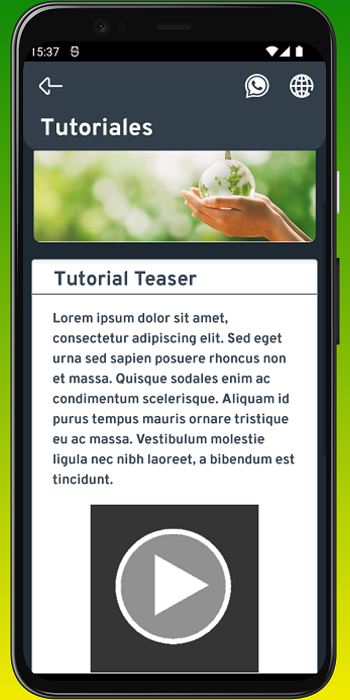 15:37
Tutoriales
Tutorial Teaser
Lorem ipsum dolor sit amet,
consectetur adipiscing elit. Sed eget
urna sed sapien posuere rhoncus non
et massa. Quisque sodales enim ac
condimentum scelerisque. Aliquam id
purus tempus mauris ornare tristique
eu ac massa. Vestibulum molestie
ligula nec nibh laoreet, a bibendum est
tincidunt.